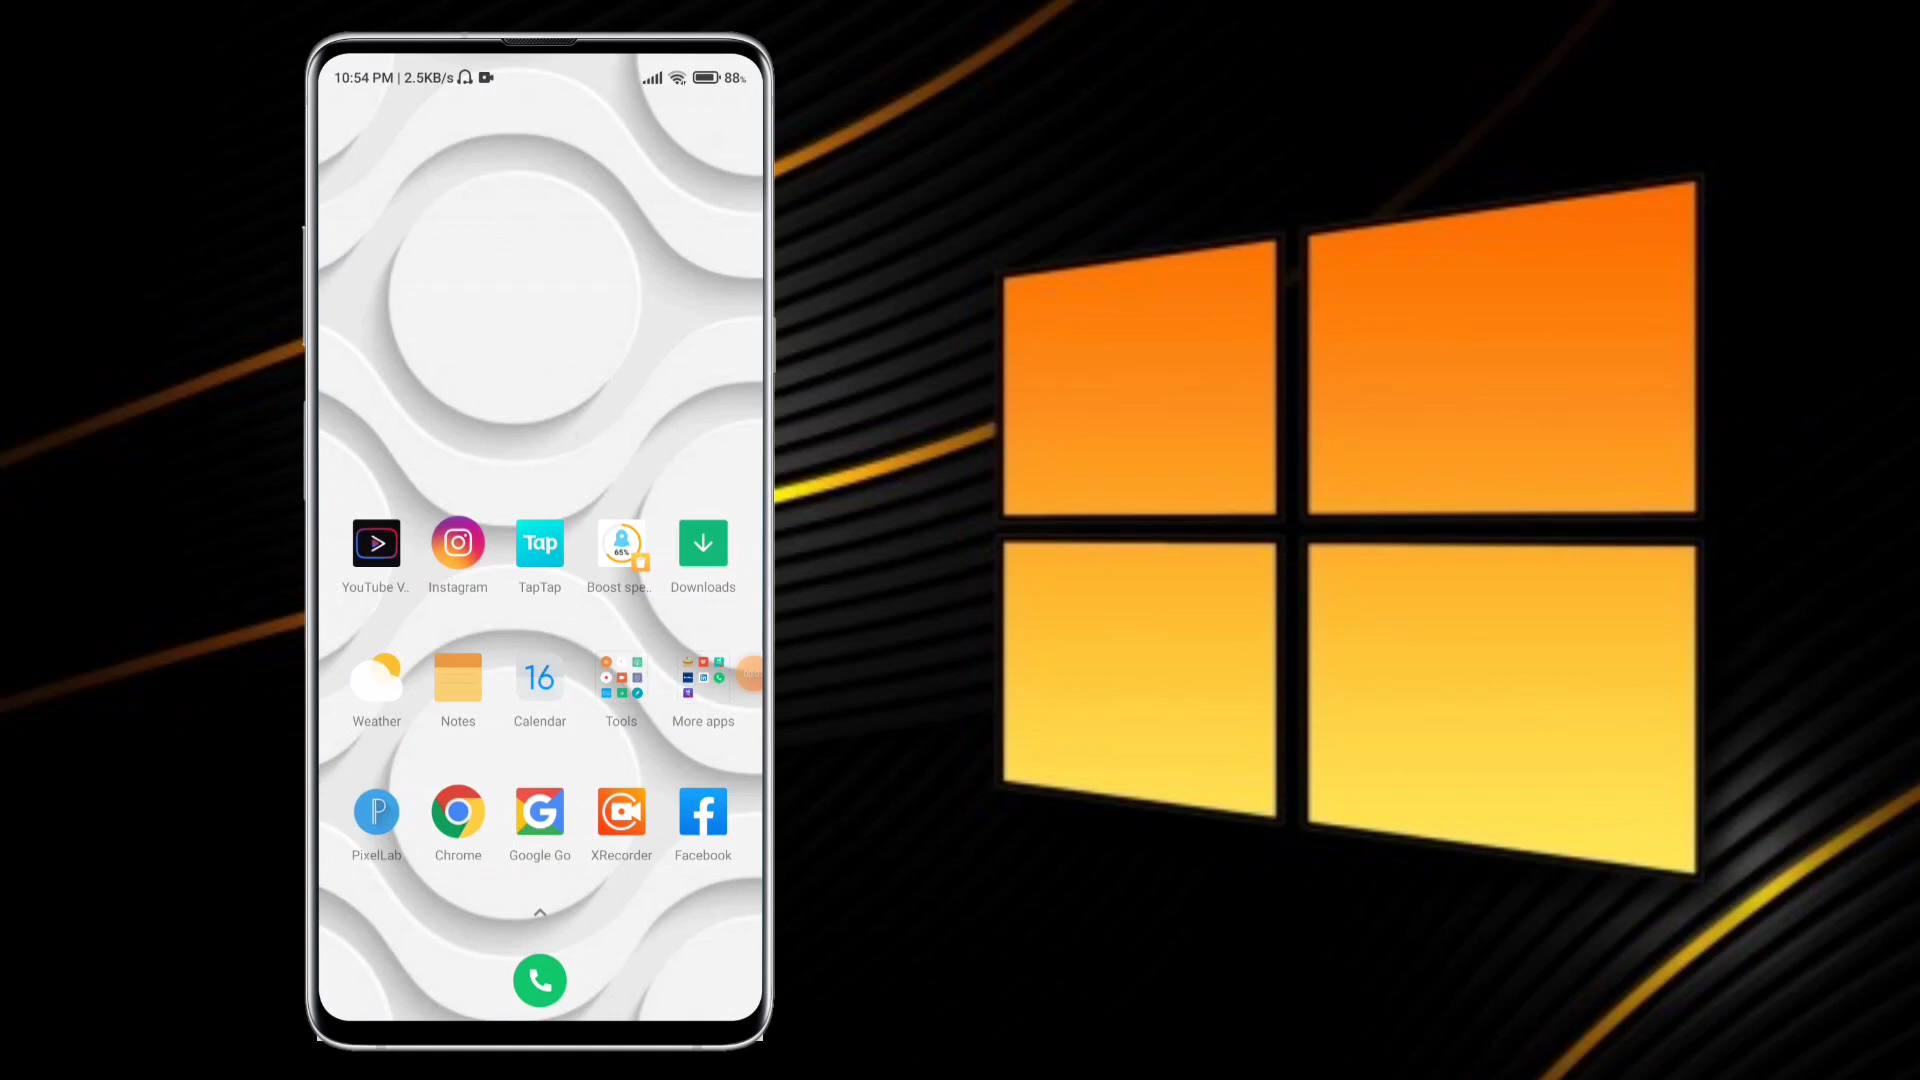 10:54 PM | 2.5KB/s 88%
Tap
65%
YouTube V.. Instagram TapTap Boost spe.. Downloads
16
Weather Notes Calendar Tools More apps
PixelLab Chrome Google Go XRecorder Facebook